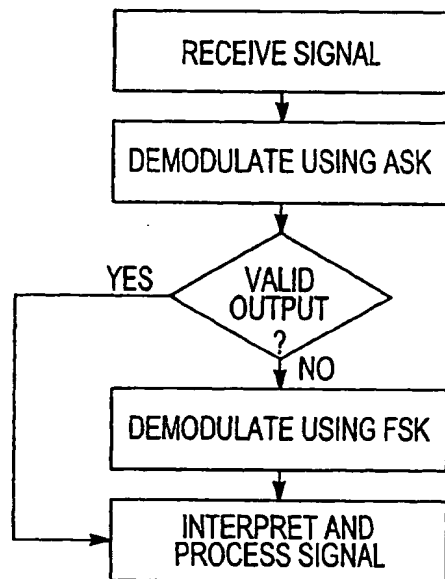 RECEIVE SIGNAL
DEMODULATE USING ASK
YES
VALID
OUTPUT
?
NO
DEMODULATE USING FSK
INTERPRET AND
PROCESS SIGNAL